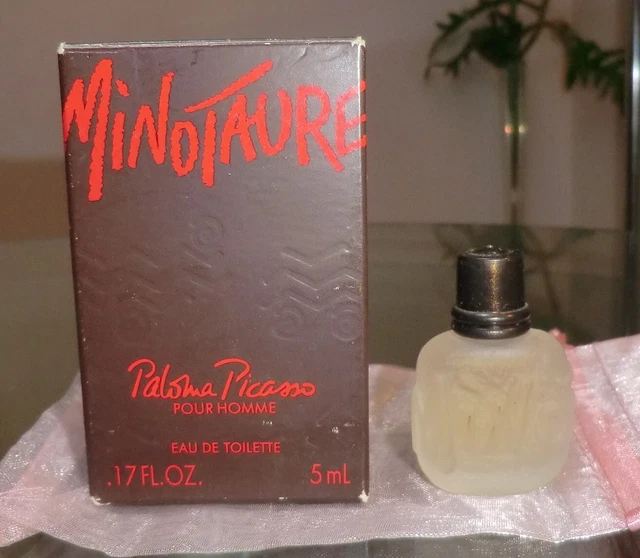 MINOTAURE
Paloma Picasso
POUR HOMME
EAU DE TOILETTE
.17 FL.OZ. 5 mL